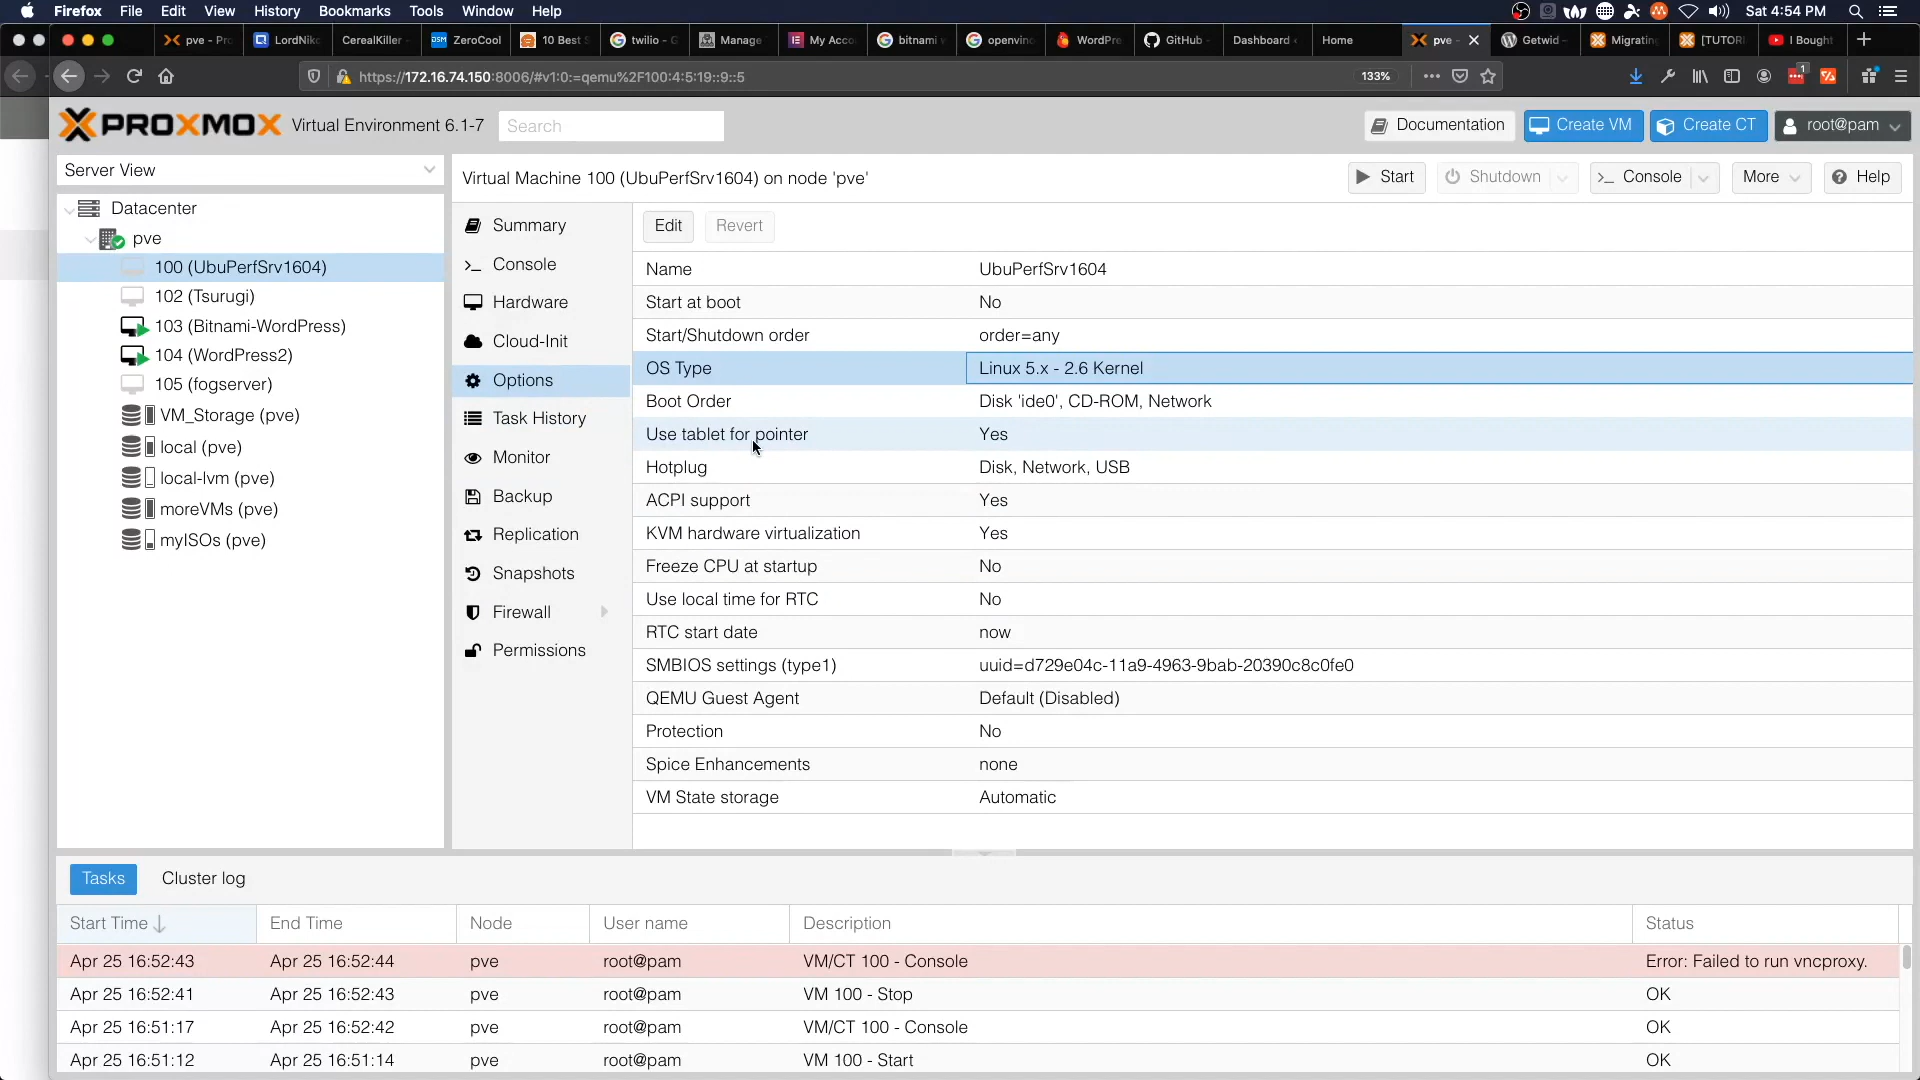 Firefox File Edit View History Bookmarks Tools Window Help Sat 4:54 PM
pve - Pro LordNik CerealKiller ZeroCool 10 Best S twilio - G Manage My Acco bitnami openvin WordPre GitHub Dashboard Home pve - Getwid - Migratin [TUTORI I Bought
https://172.16.74.150:8006/#v1:0:=qemu%2F100:4:5:19::9::5 133% 1
PROXMOX Virtual Environment 6.1-7 Search Documentation Create VM Create CT root@pam
Server View
Virtual Machine 100 (UbuPerfSrv1604) on node 'pve' Start Shutdown Console More Help
Datacenter
pve
100 (UbuPerfSrv1604)
102 (Tsurugi)
103 (Bitnami-WordPress)
104 (WordPress2)
105 (fogserver)
VM_Storage (pve)
local (pve)
local-lvm (pve)
moreVMs (pve)
myISOs (pve)
Summary
Console
Hardware
Cloud-Init
Options
Task History
Monitor
Backup
Replication
Snapshots
Firewall
Permissions
Edit Revert
Name UbuPerfSrv1604
Start at boot No
Start/Shutdown order order=any
OS Type Linux 5.x - 2.6 Kernel
Boot Order Disk 'ide0', CD-ROM, Network
Use tablet for pointer Yes
Hotplug Disk, Network, USB
ACPI support Yes
KVM hardware virtualization Yes
Freeze CPU at startup No
Use local time for RTC No
RTC start date now
SMBIOS settings (type1) uuid=d729e04c-11a9-4963-9bab-20390c8c0fe0
QEMU Guest Agent Default (Disabled)
Protection No
Spice Enhancements none
VM State storage Automatic
Tasks Cluster log
Start Time End Time Node User name Description Status
Apr 25 16:52:43 Apr 25 16:52:44 pve root@pam VM/CT 100 - Console Error: Failed to run vncproxy.
Apr 25 16:52:41 Apr 25 16:52:43 pve root@pam VM 100 - Stop OK
Apr 25 16:51:17 Apr 25 16:52:42 pve root@pam VM/CT 100 - Console OK
Apr 25 16:51:12 Apr 25 16:51:14 pve root@pam VM 100 - Start OK